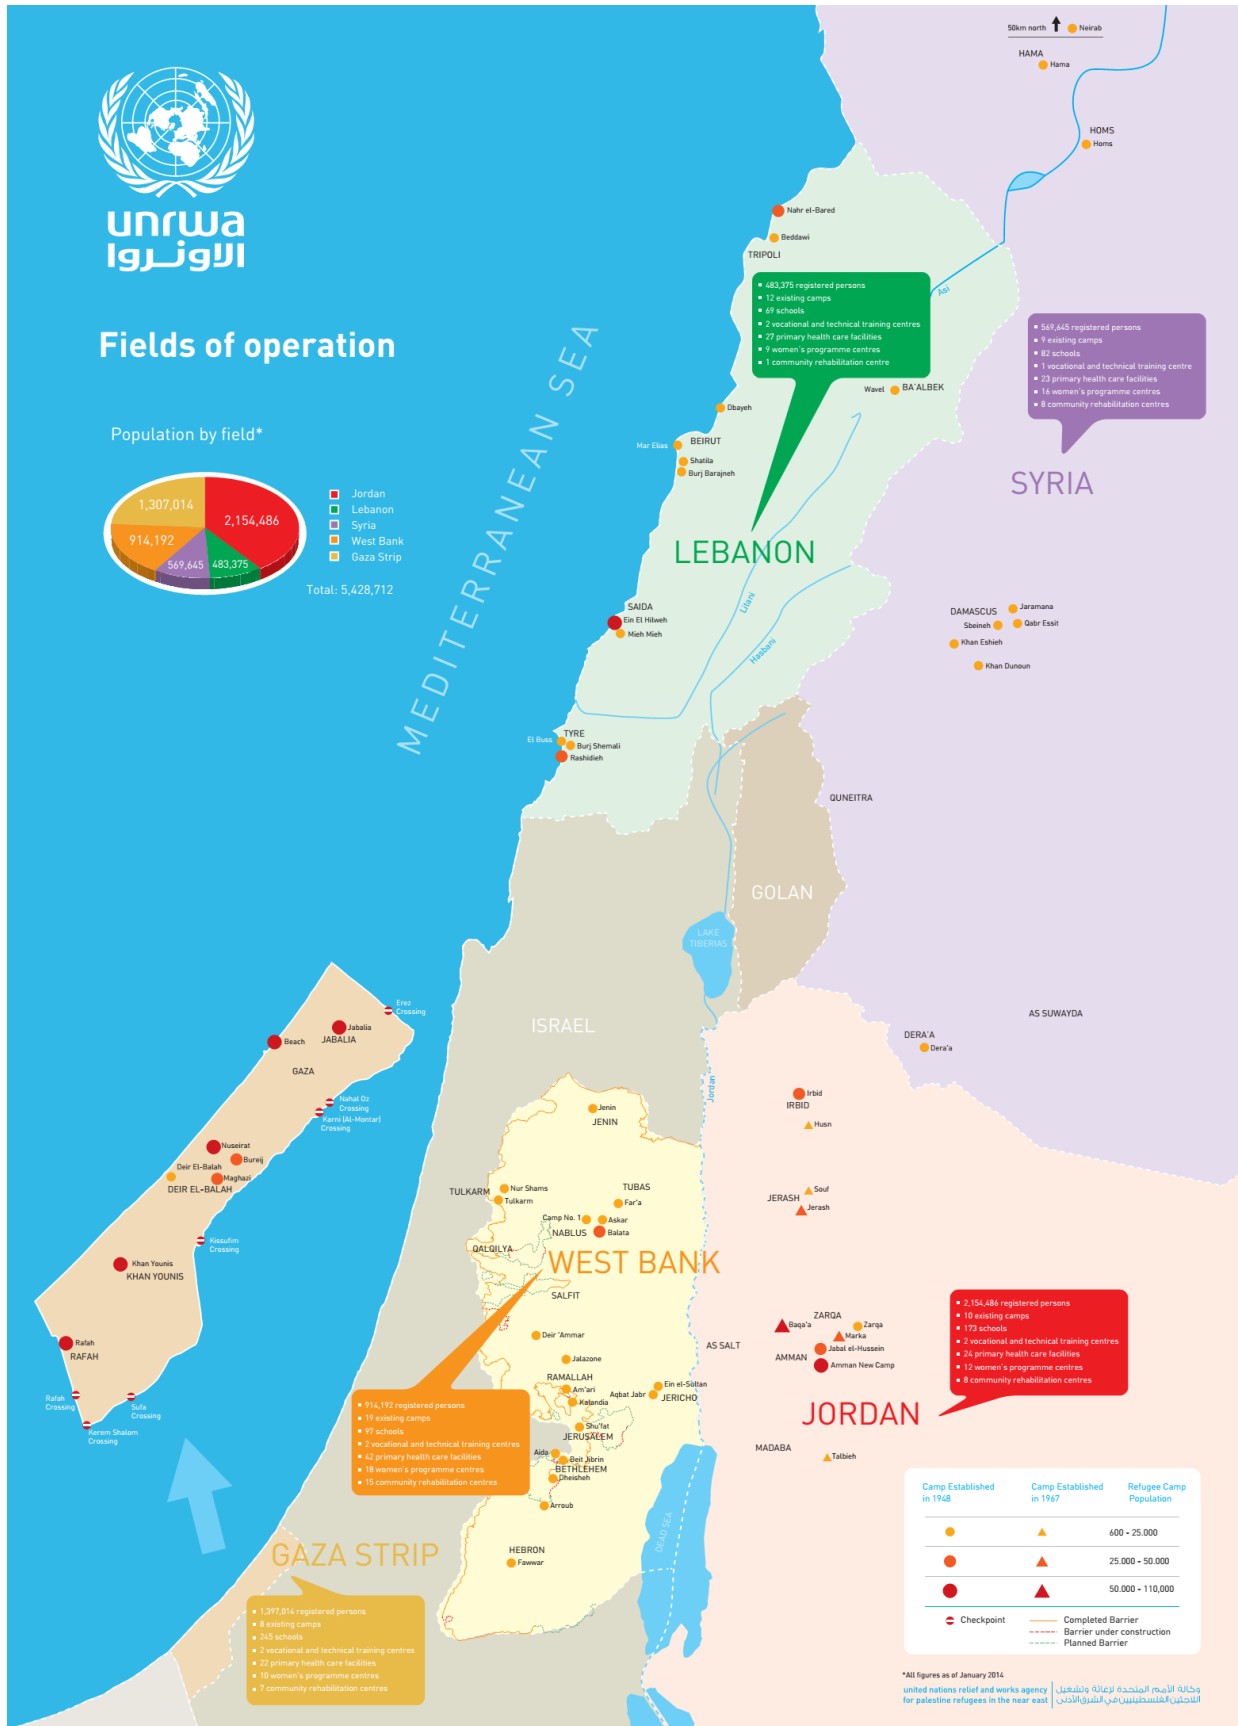 unrwa
الاونروا
Fields of operation
Population by field*
1,307,014
2,154,486
914,192
569,645
483,375
Jordan
Lebanon
Syria
West Bank
Gaza Strip
Total: 5,428,712
MEDITERRANEAN SEA
50km north
Neirab
HAMA
Hama
HOMS
Homs
Nahr el-Bared
Beddawi
TRIPOLI
Asi
483,375 registered persons
12 existing camps
69 schools
2 vocational and technical training centres
27 primary health care facilities
9 women's programme centres
1 community rehabilitation centre
569,645 registered persons
9 existing camps
82 schools
1 vocational and technical training centre
23 primary health care facilities
16 women's programme centres
8 community rehabilitation centres
SYRIA
Wavel
BA'ALBEK
Dbayeh
Mar Elias
BEIRUT
Shatila
Burj Barajneh
LEBANON
SAIDA
Ein El Hilweh
Mieh Mieh
Litani
Hasbani
DAMASCUS
Jaramana
Sbeineh
Qabr Essit
Khan Eshieh
Khan Dunoun
El Buss
TYRE
Burj Shemali
Rashidieh
QUNEITRA
GOLAN
LAKE
TIBERIAS
ISRAEL
AS SUWAYDA
DERA'A
Dera'a
Jordan
Erez
Crossing
Jabalia
JABALIA
Beach
GAZA
Nahal Oz
Crossing
Karni (Al-Montar)
Crossing
Nuseirat
Bureij
Deir El-Balah
Maghazi
DEIR EL-BALAH
Kissufim
Crossing
Khan Younis
KHAN YOUNIS
Rafah
RAFAH
Rafah
Crossing
Sufa
Crossing
Kerem Shalom
Crossing
Jenin
JENIN
Irbid
IRBID
Husn
TULKARM
Nur Shams
Tulkarm
TUBAS
Far'a
Camp No. 1
Askar
NABLUS
Balata
QALQILYA
WEST BANK
SALFIT
Souf
JERASH
Jerash
Deir 'Ammar
Jalazone
RAMALLAH
Am'ari
Kalandia
Ein el-Sultan
Aqbat Jabr
JERICHO
Shu'fat
JERUSALEM
Aida
Beit Jibrin
BETHLEHEM
Dheisheh
Arroub
HEBRON
Fawwar
DEAD SEA
914,192 registered persons
19 existing camps
97 schools
2 vocational and technical training centres
42 primary health care facilities
18 women's programme centres
15 community rehabilitation centres
GAZA STRIP
1,397,014 registered persons
8 existing camps
245 schools
2 vocational and technical training centres
22 primary health care facilities
10 women's programme centres
7 community rehabilitation centres
AS SALT
ZARQA
Baqa'a
Zarqa
Marka
Jabal el-Hussein
AMMAN
Amman New Camp
JORDAN
MADABA
Talbieh
2,154,486 registered persons
10 existing camps
173 schools
2 vocational and technical training centres
24 primary health care facilities
12 women's programme centres
8 community rehabilitation centres
Camp Established
in 1948
Camp Established
in 1967
Refugee Camp
Population
600 - 25.000
25.000 - 50.000
50.000 - 110,000
Checkpoint
Completed Barrier
Barrier under construction
Planned Barrier
*All figures as of January 2014
united nations relief and works agency
for palestine refugees in the near east
وكالة الأمم المتحدة لإغاثة وتشغيل
اللاجئين الفلسطينيين في الشرق الأدنى